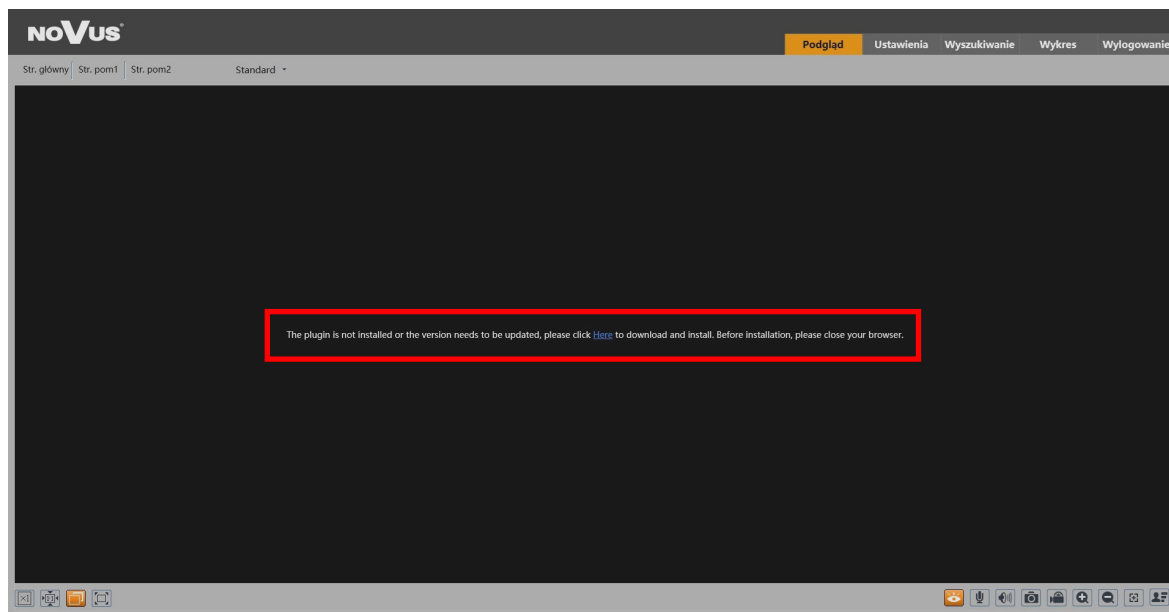 NOVUS
Podgląd Ustawienia Wyszukiwanie Wykres Wylogowanie
Str. główny Str. pom1 Str. pom2 Standard
The plugin is not installed or the version needs to be updated, please click Here to download and install. Before installation, please close your browser.